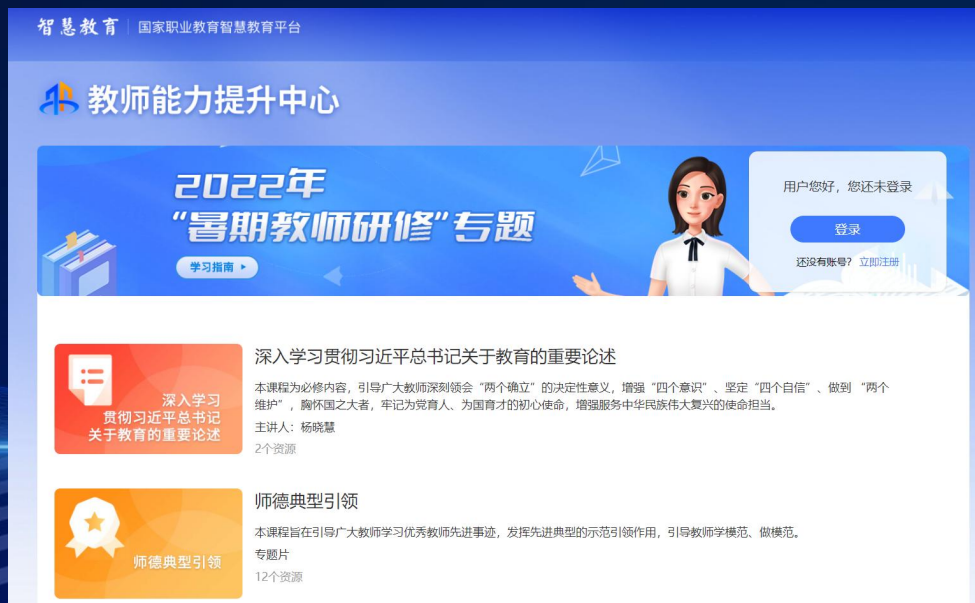 智慧教育 国家职业教育智慧教育平台
教师能力提升中心
2022年
“暑期教师研修”专题
学习指南
用户您好，您还未登录
登录
还没有账号？ 立即注册
深入学习
贯彻习近平总书记
关于教育的重要论述
深入学习贯彻习近平总书记关于教育的重要论述
本课程为必修内容，引导广大教师深刻领会“两个确立”的决定性意义，增强“四个意识”、坚定“四个自信”、做到 “两个
维护”，胸怀国之大者，牢记为党育人、为国育才的初心使命，增强服务中华民族伟大复兴的使命担当。
主讲人：杨晓慧
2个资源
师德典型引领
师德典型引领
本课程旨在引导广大教师学习优秀教师先进事迹，发挥先进典型的示范引领作用，引导教师学模范、做模范。
专题片
12个资源